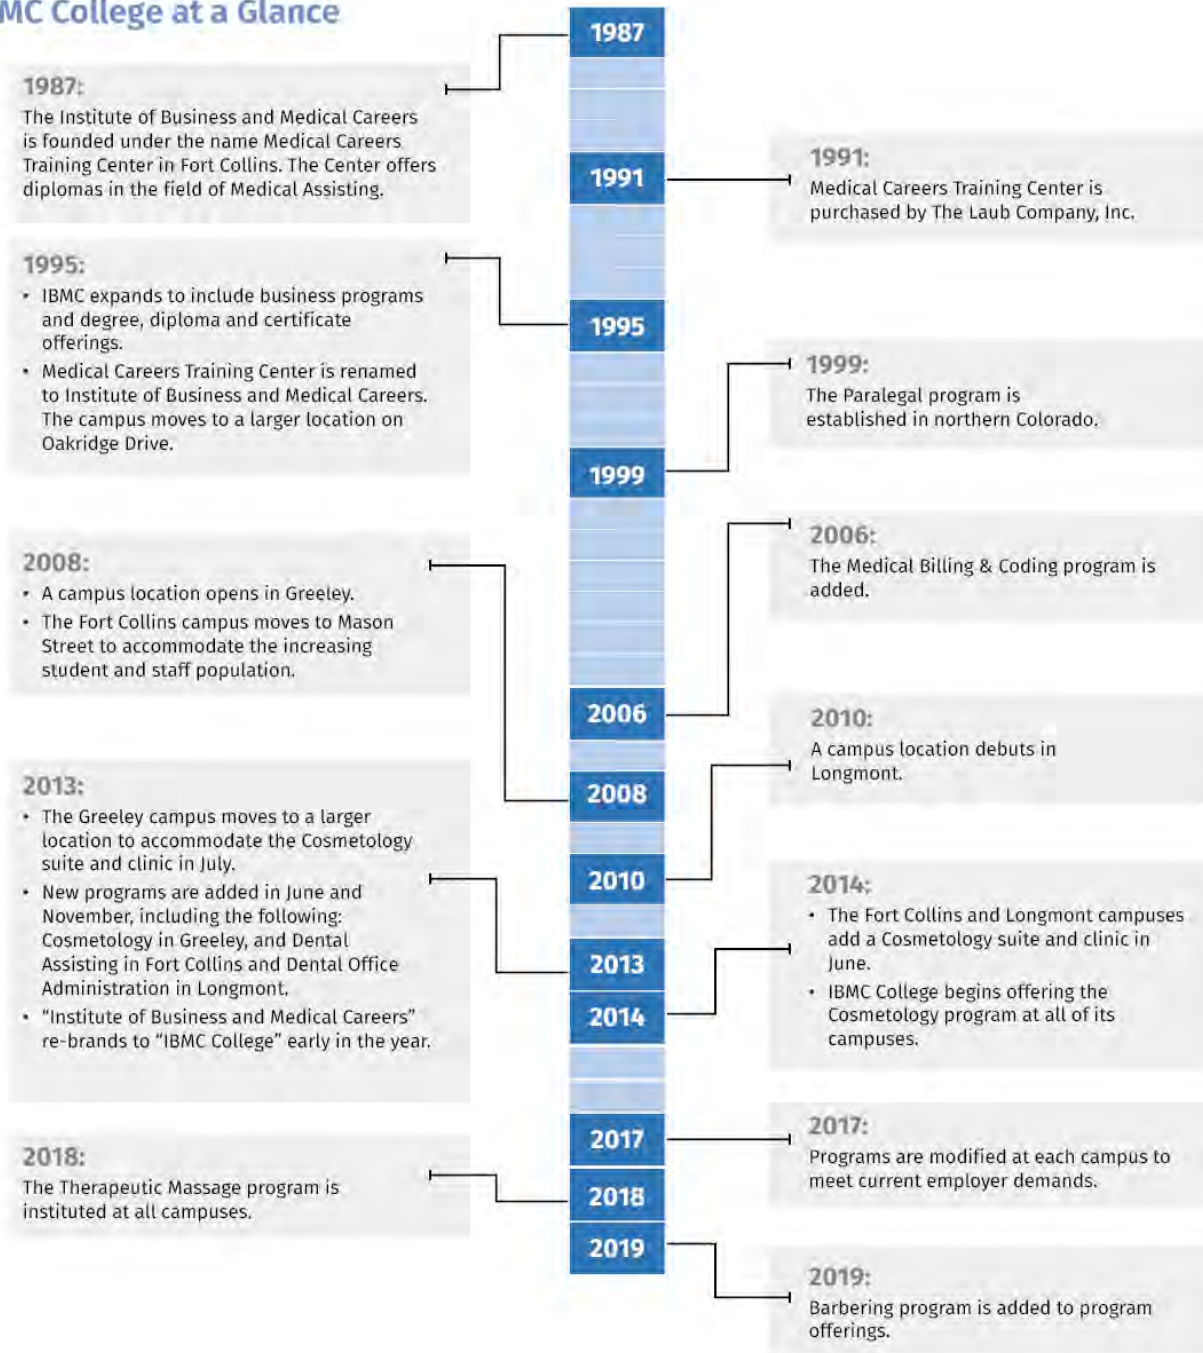 MC College at a Glance
1987
1987:
The Institute of Business and Medical Careers
is founded under the name Medical Careers
Training Center in Fort Collins. The Center offers
diplomas in the field of Medical Assisting.
1991
1991:
Medical Careers Training Center is
purchased by The Laub Company, Inc.
1995:
• IBMC expands to include business programs
and degree, diploma and certificate
offerings.
• Medical Careers Training Center is renamed
to Institute of Business and Medical Careers.
The campus moves to a larger location on
Oakridge Drive.
1995
1999:
The Paralegal program is
established in northern Colorado.
1999
2006:
The Medical Billing & Coding program is
added.
2008:
• A campus location opens in Greeley.
• The Fort Collins campus moves to Mason
Street to accommodate the increasing
student and staff population.
2006
2010:
A campus location debuts in
Longmont.
2008
2013:
• The Greeley campus moves to a larger
location to accommodate the Cosmetology
suite and clinic in July.
• New programs are added in June and
November, including the following:
Cosmetology in Greeley, and Dental
Assisting in Fort Collins and Dental Office
Administration in Longmont.
• “Institute of Business and Medical Careers”
re-brands to “IBMC College” early in the year.
2010
2014:
• The Fort Collins and Longmont campuses
add a Cosmetology suite and clinic in
June.
• IBMC College begins offering the
Cosmetology program at all of its
campuses.
2013
2014
2017
2017:
Programs are modified at each campus to
meet current employer demands.
2018:
The Therapeutic Massage program is
instituted at all campuses.
2018
2019
2019:
Barbering program is added to program
offerings.